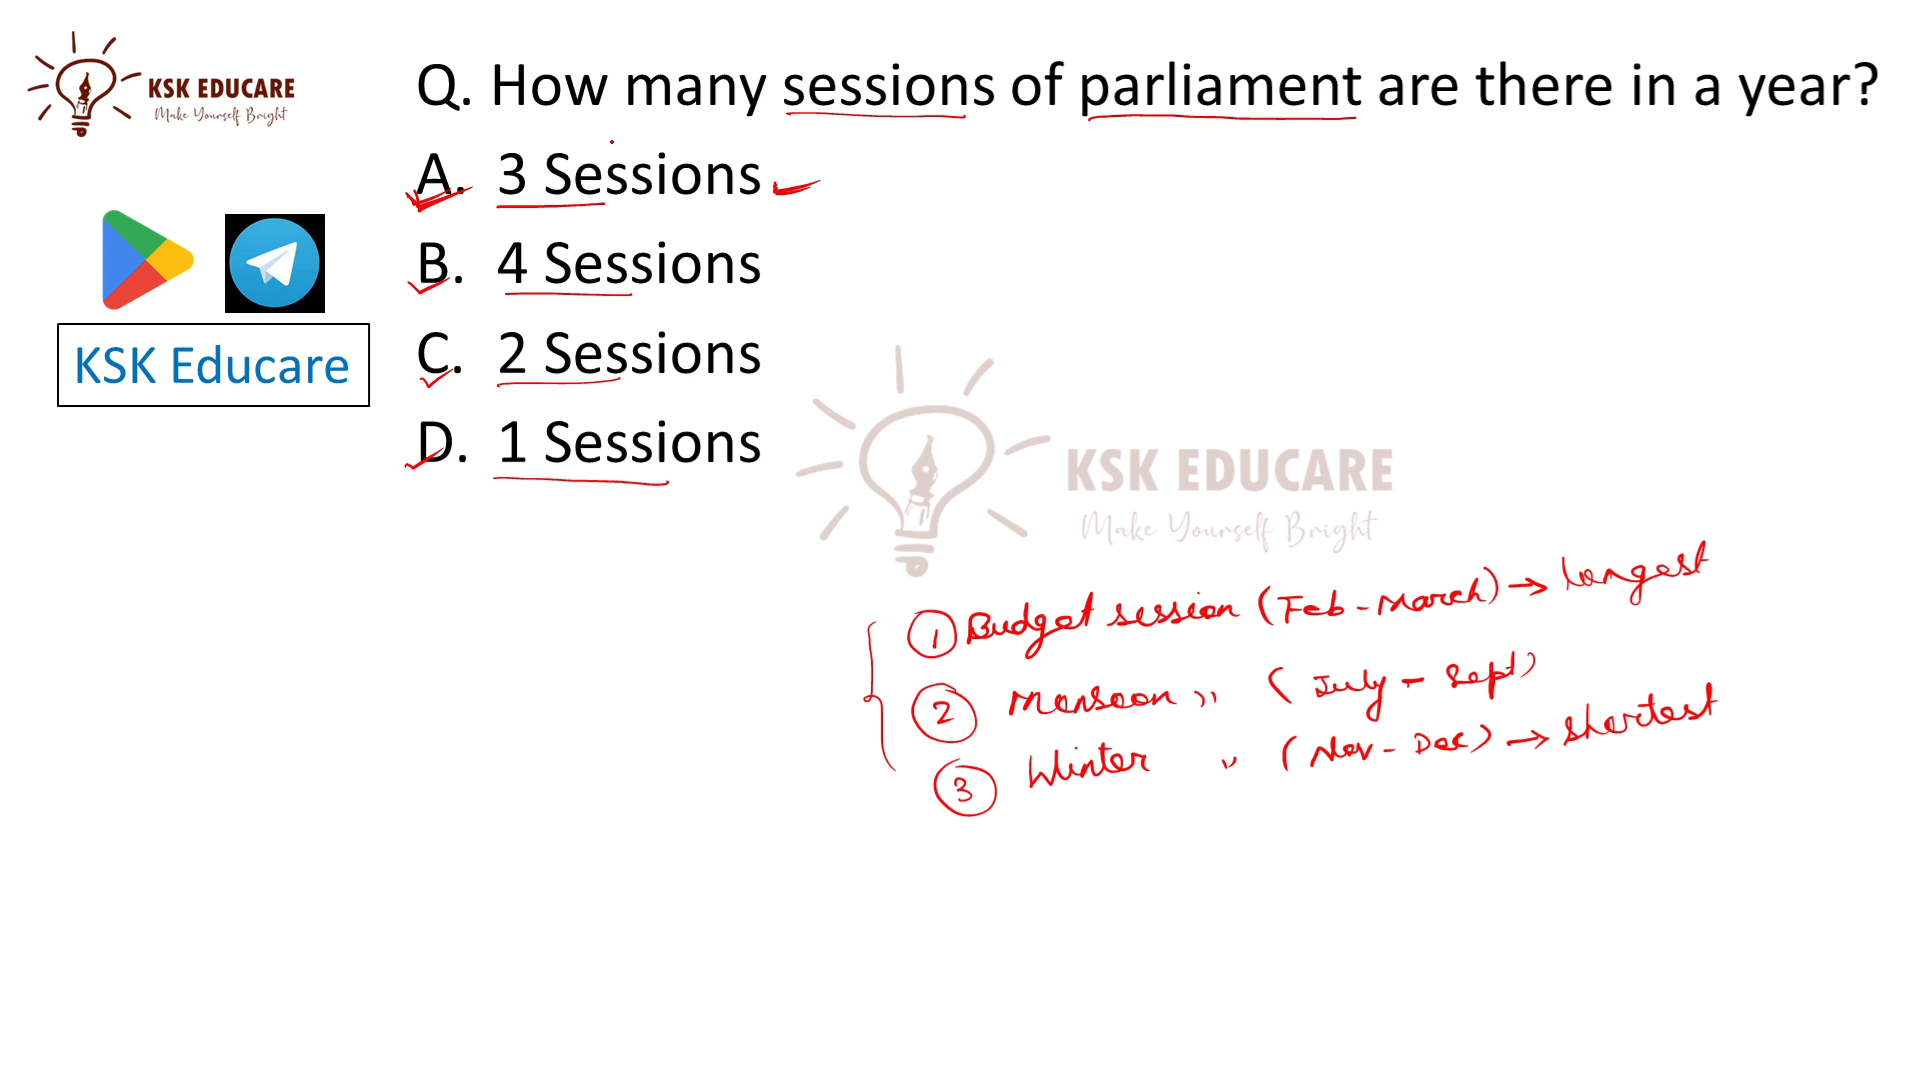 KSK EDUCARE
Make Yourself Bright
Q. How many sessions of parliament are there in a year?
A. 3 Sessions
B. 4 Sessions
C. 2 Sessions
D. 1 Sessions
KSK Educare
KSK EDUCARE
Make Yourself Bright
1 Budget session (Feb - March) → longest
2 Monsoon ,, (July - Sept)
3 Winter ,, (Nov - Dec) → shortest